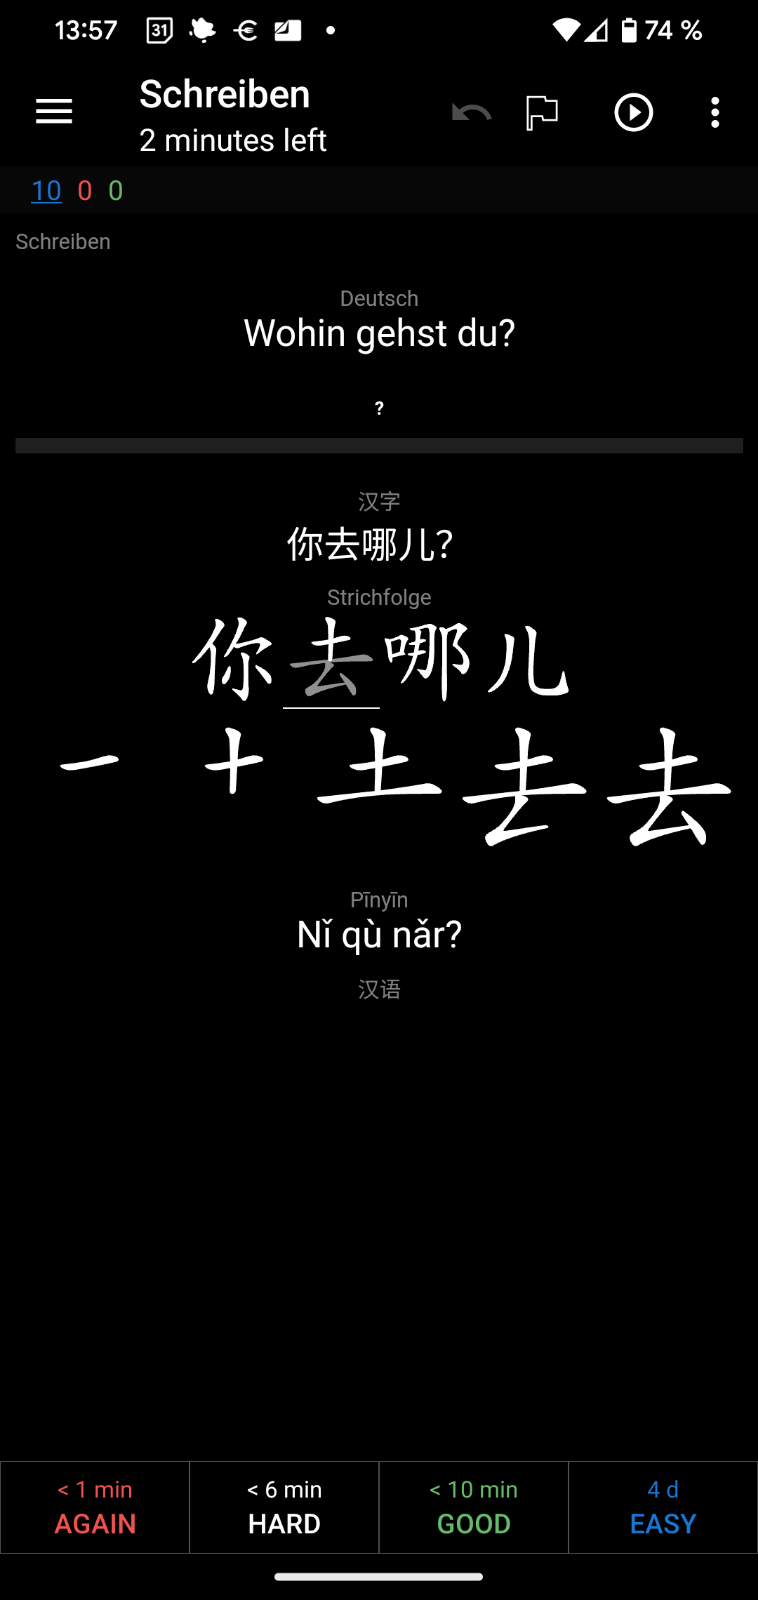 13:57 31 74 %
Schreiben
2 minutes left
10 0 0
Schreiben
Deutsch
Wohin gehst du?
?
汉字
你去哪儿？
Strichfolge
你去哪儿
一 十 土 去 去
Pīnyīn
Nǐ qù nǎr?
汉语
< 1 min < 6 min < 10 min 4 d
AGAIN HARD GOOD EASY